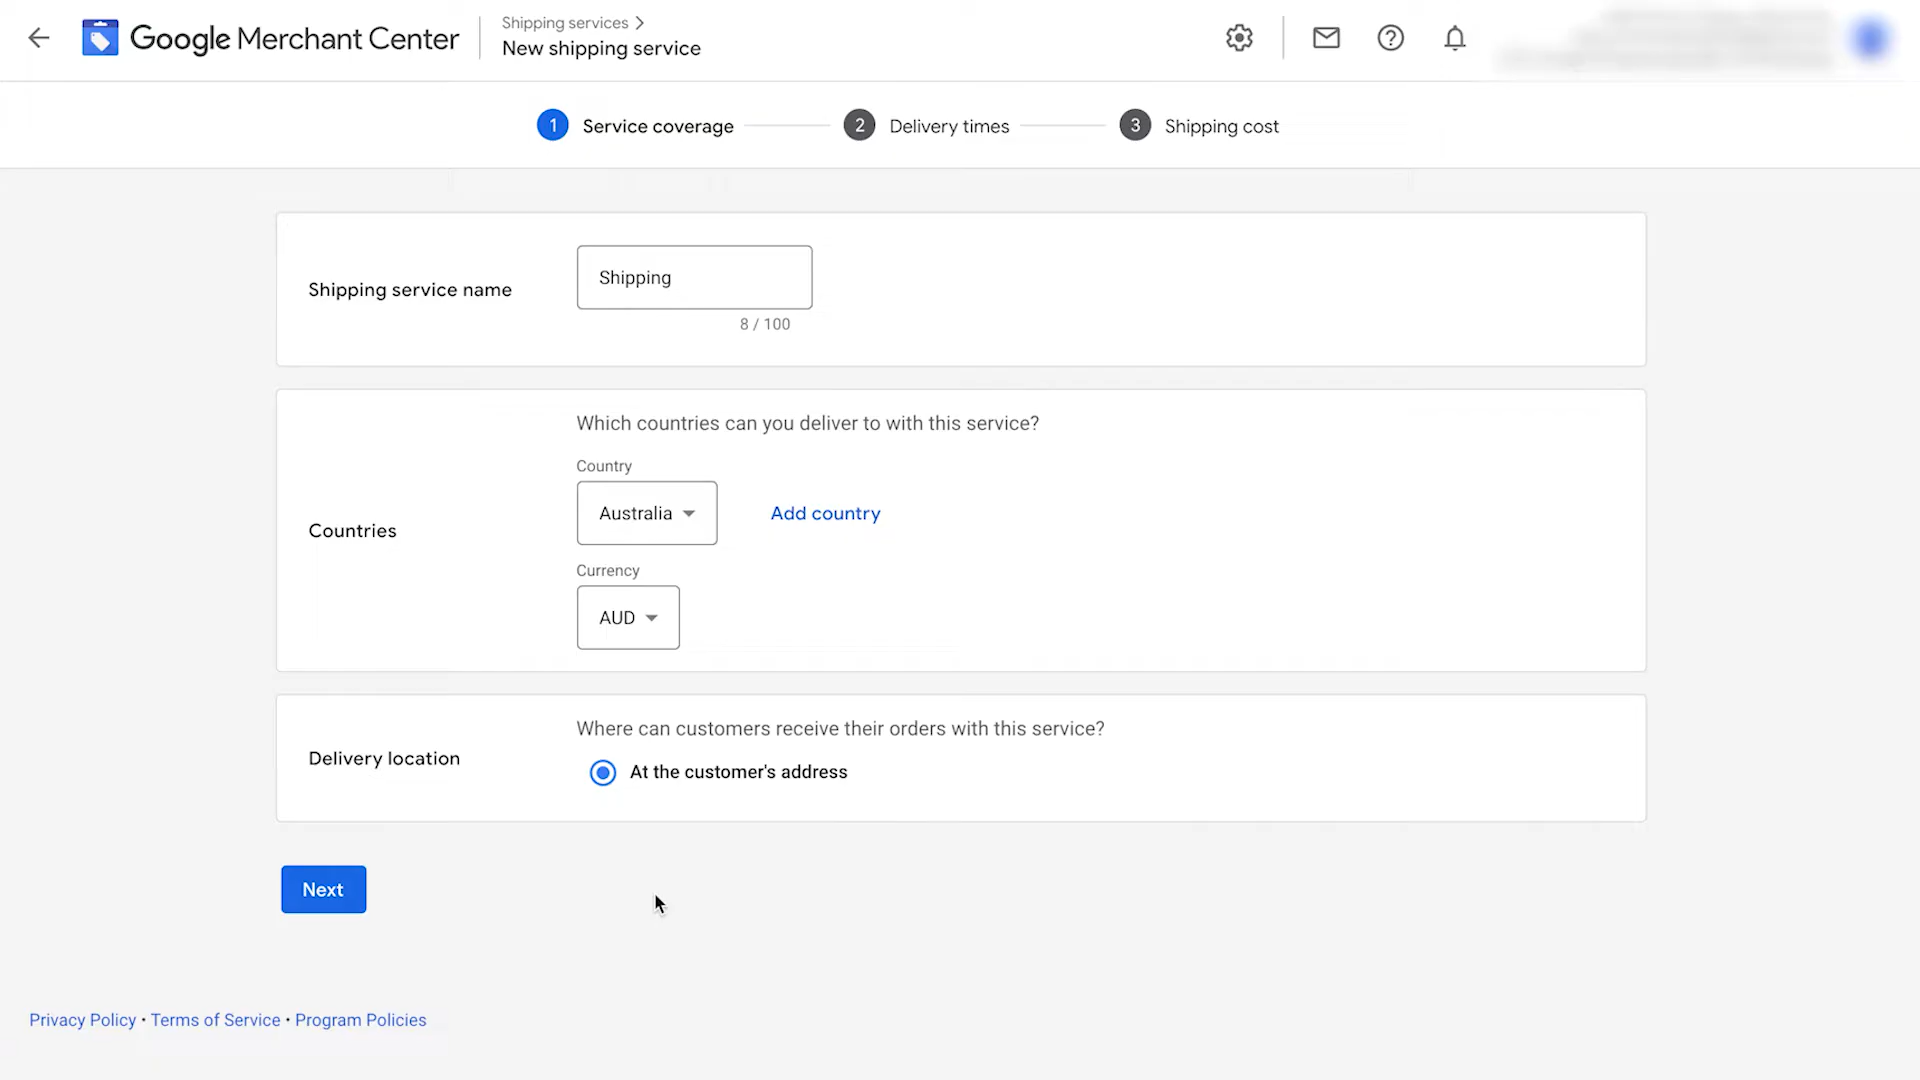 Google Merchant Center
Shipping services
New shipping service
1 Service coverage
2 Delivery times
3 Shipping cost
Shipping service name
Shipping
8 / 100
Which countries can you deliver to with this service?
Country
Countries
Australia
Add country
Currency
AUD
Where can customers receive their orders with this service?
Delivery location
At the customer's address
Next
Privacy Policy • Terms of Service • Program Policies